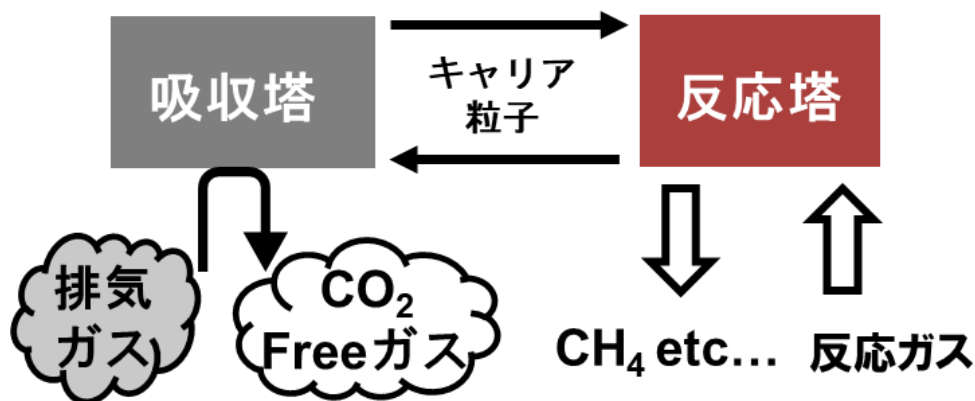 吸収塔
キャリア
粒子
反応塔
排気
ガス
CO₂
Freeガス
CH₄ etc…
反応ガス